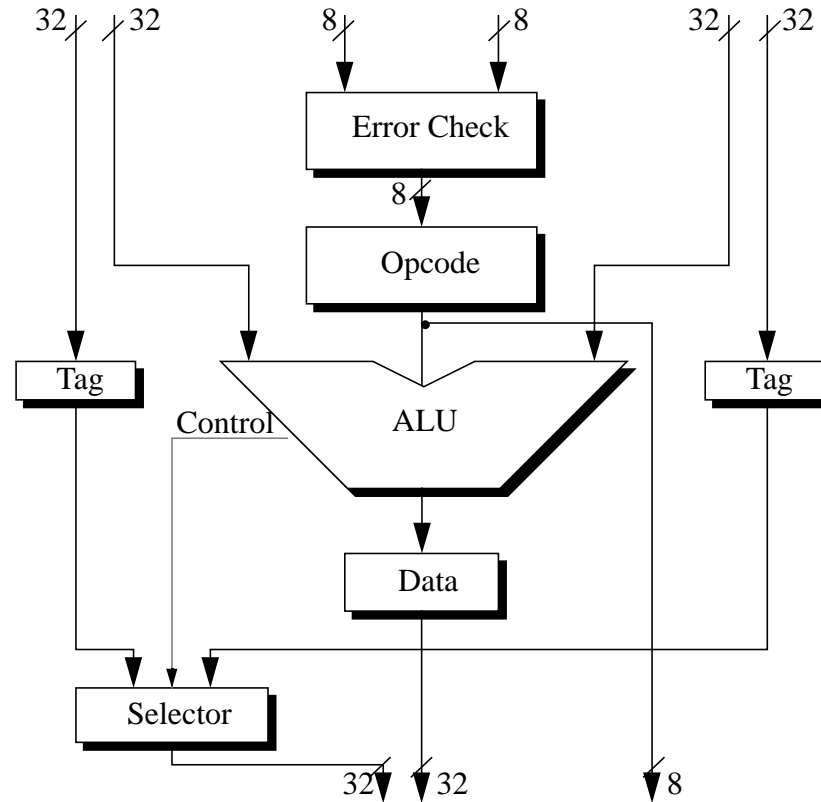 32 32 8 8 32 32
Error Check
8
Opcode
Tag Tag
Control ALU
Data
Selector
32 32 8